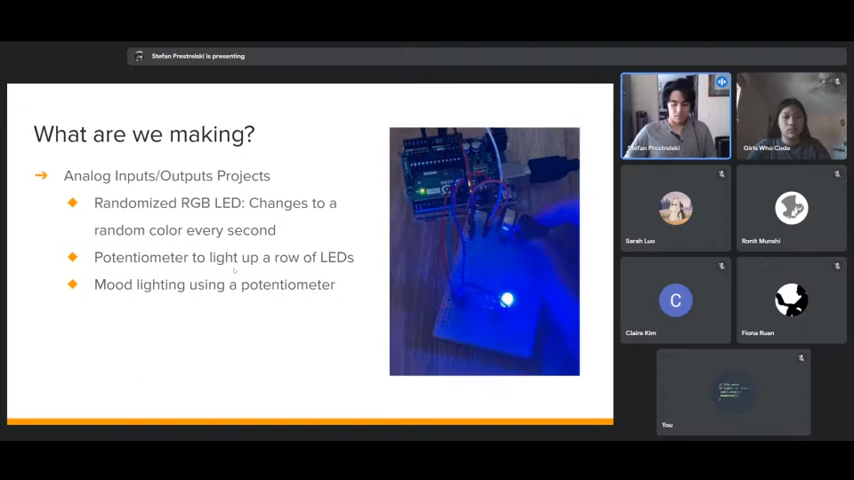 Stefan Prestrelski is presenting
What are we making?
Analog Inputs/Outputs Projects
Randomized RGB LED: Changes to a
random color every second
Potentiometer to light up a row of LEDs
Mood lighting using a potentiometer
Stefan Prestrelski
Girls Who Code
Sarah Luo
Ronit Munshi
C
Claire Kim
Fiona Ruan
You